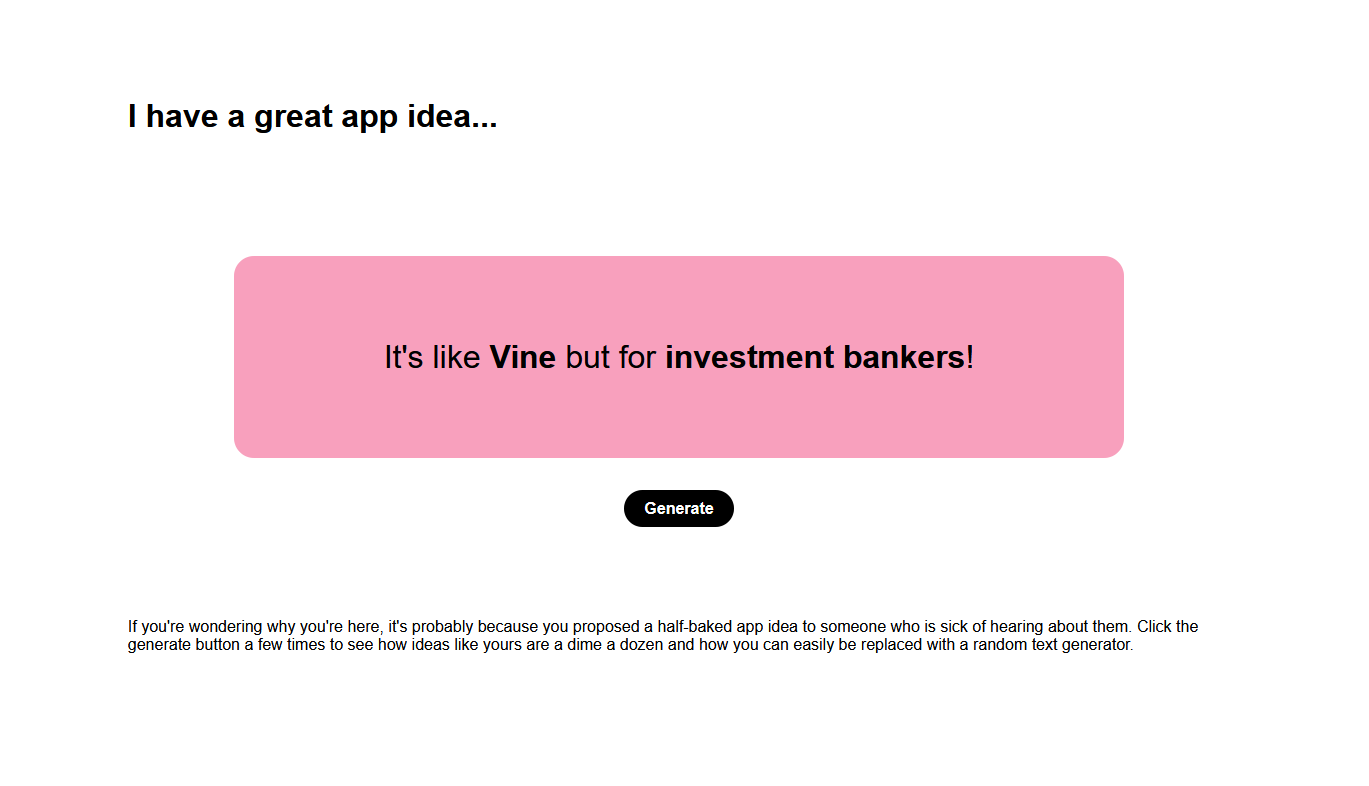 I have a great app idea...
It's like Vine but for investment bankers!
Generate
If you're wondering why you're here, it's probably because you proposed a half-baked app idea to someone who is sick of hearing about them. Click the
generate button a few times to see how ideas like yours are a dime a dozen and how you can easily be replaced with a random text generator.